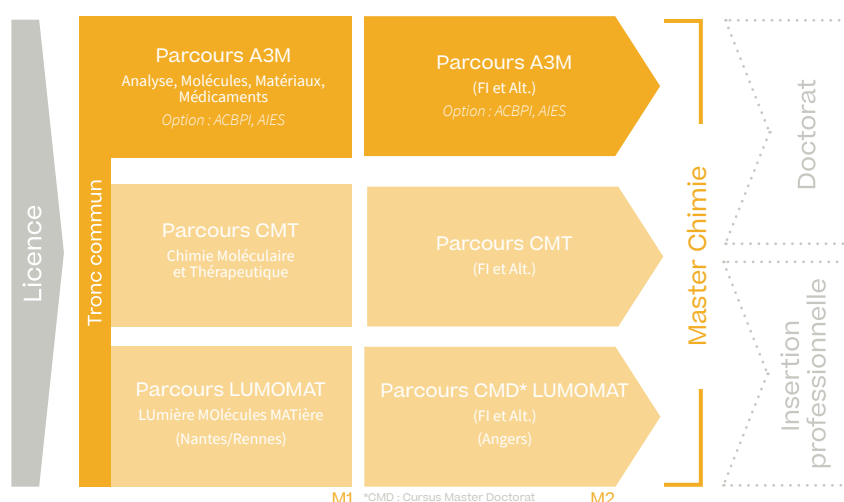 Licence
Tronc commun
Parcours A3M
Analyse, Molécules, Matériaux,
Médicaments
Option : ACBPI, AIES
Parcours A3M
(FI et Alt.)
Option : ACBPI, AIES
Parcours CMT
Chimie Moléculaire
et Thérapeutique
Parcours CMT
(FI et Alt.)
Parcours LUMOMAT
LUmière MOlécules MATière
(Nantes/Rennes)
Parcours CMD* LUMOMAT
(FI et Alt.)
(Angers)
Master Chimie
Doctorat
Insertion
professionnelle
M1
*CMD : Cursus Master Doctorat
M2